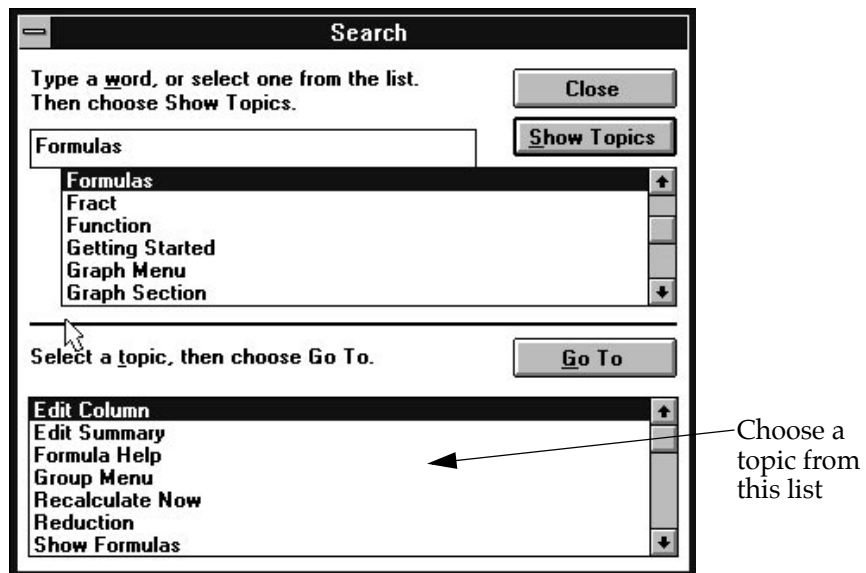 Search
Type a word, or select one from the list.
Then choose Show Topics.
Close
Show Topics
Formulas
Formulas
Fract
Function
Getting Started
Graph Menu
Graph Section
Select a topic, then choose Go To.
Go To
Edit Column
Edit Summary
Formula Help
Group Menu
Recalculate Now
Reduction
Show Formulas
Choose a
topic from
this list